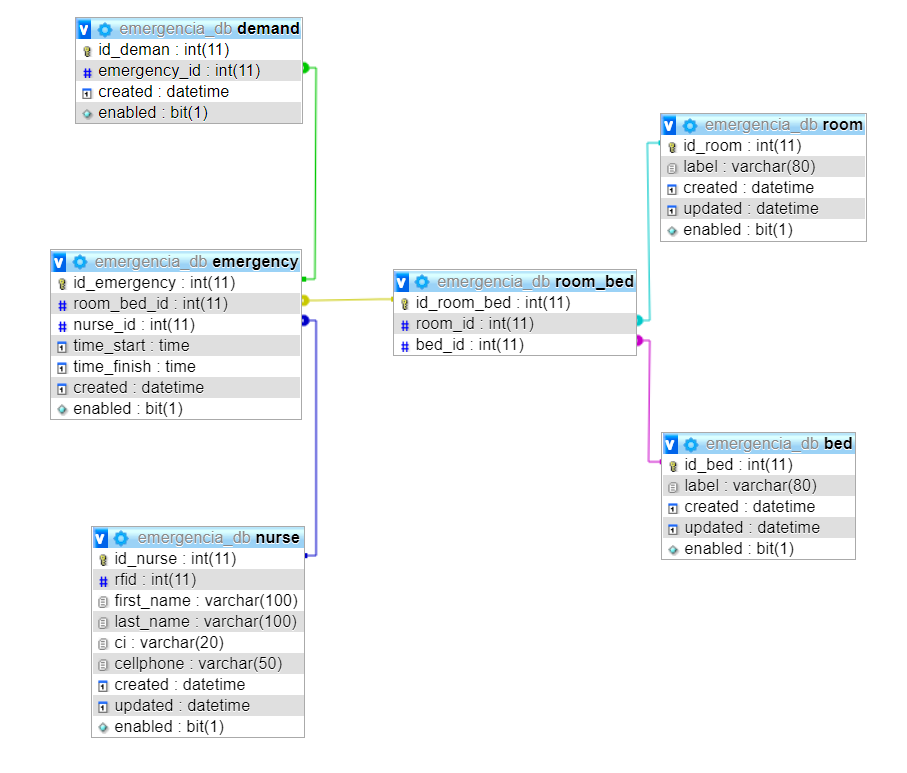 emergencia_db demand
id_deman : int(11)
emergency_id : int(11)
created : datetime
enabled : bit(1)
emergencia_db room
id_room : int(11)
label : varchar(80)
created : datetime
updated : datetime
enabled : bit(1)
emergencia_db emergency
id_emergency : int(11)
room_bed_id : int(11)
nurse_id : int(11)
time_start : time
time_finish : time
created : datetime
enabled : bit(1)
emergencia_db room_bed
id_room_bed : int(11)
room_id : int(11)
bed_id : int(11)
emergencia_db bed
id_bed : int(11)
label : varchar(80)
created : datetime
updated : datetime
enabled : bit(1)
emergencia_db nurse
id_nurse : int(11)
rfid : int(11)
first_name : varchar(100)
last_name : varchar(100)
ci : varchar(20)
cellphone : varchar(50)
created : datetime
updated : datetime
enabled : bit(1)